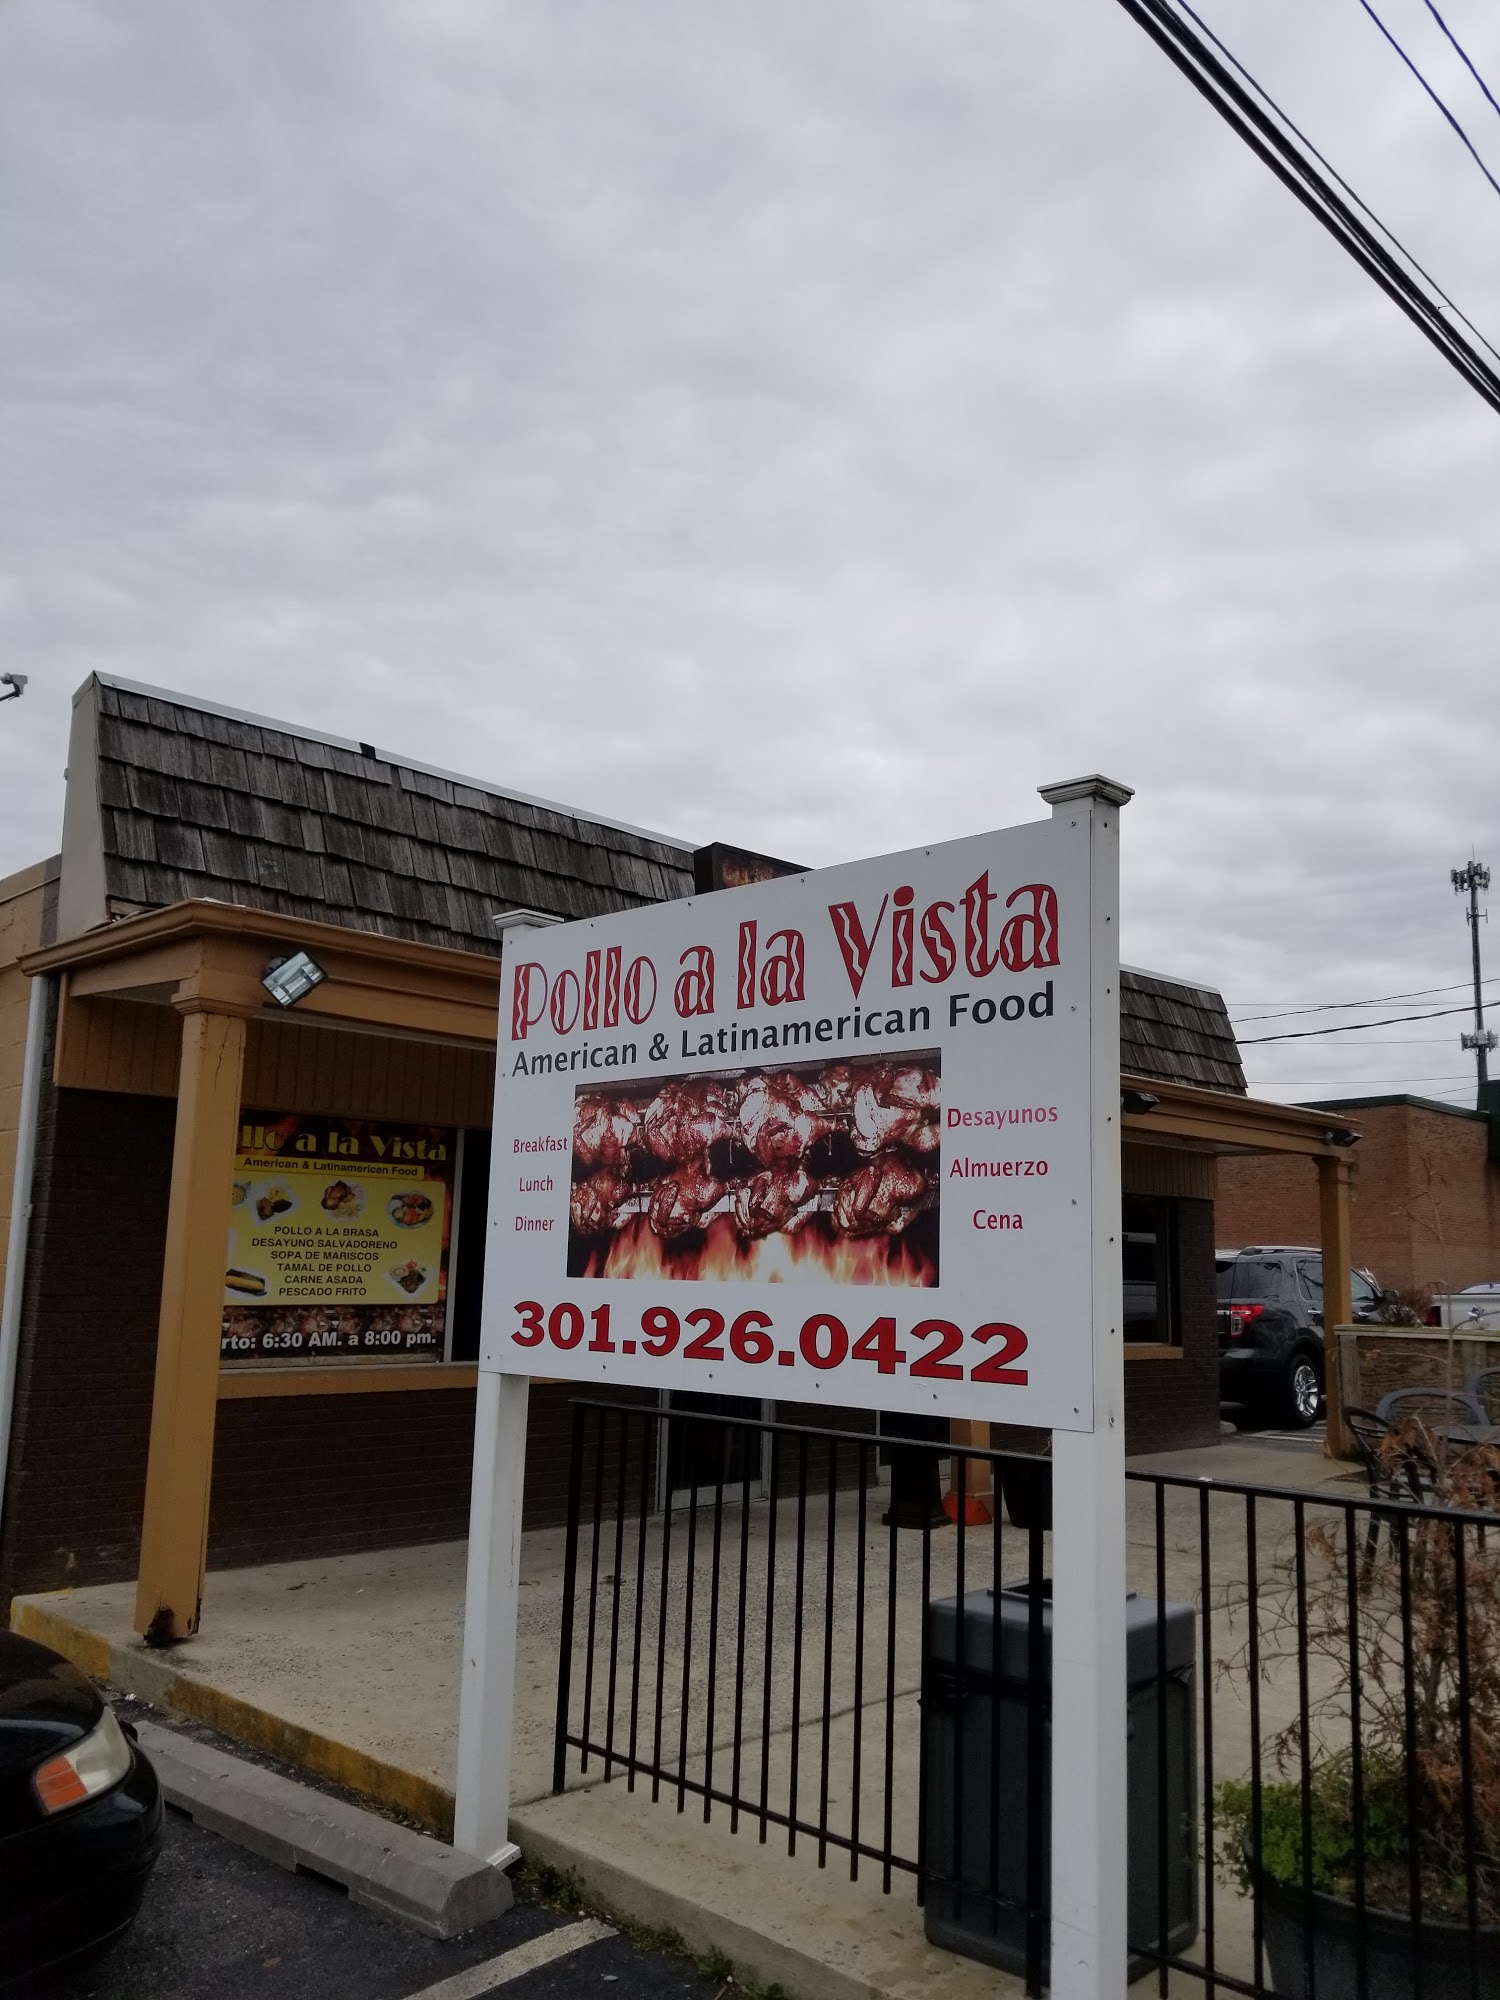 Pollo a la Vista
American & Latinamerican Food
Breakfast
Lunch
Dinner
Desayunos
Almuerzo
Cena
301.926.0422
a la Vista
American & Latinamerican Food
POLLO A LA BRASA
DESAYUNO SALVADORENO
SOPA DE MARISCOS
TAMAL DE POLLO
CARNE ASADA
PESCADO FRITO
6:30 AM. a 8:00 pm.